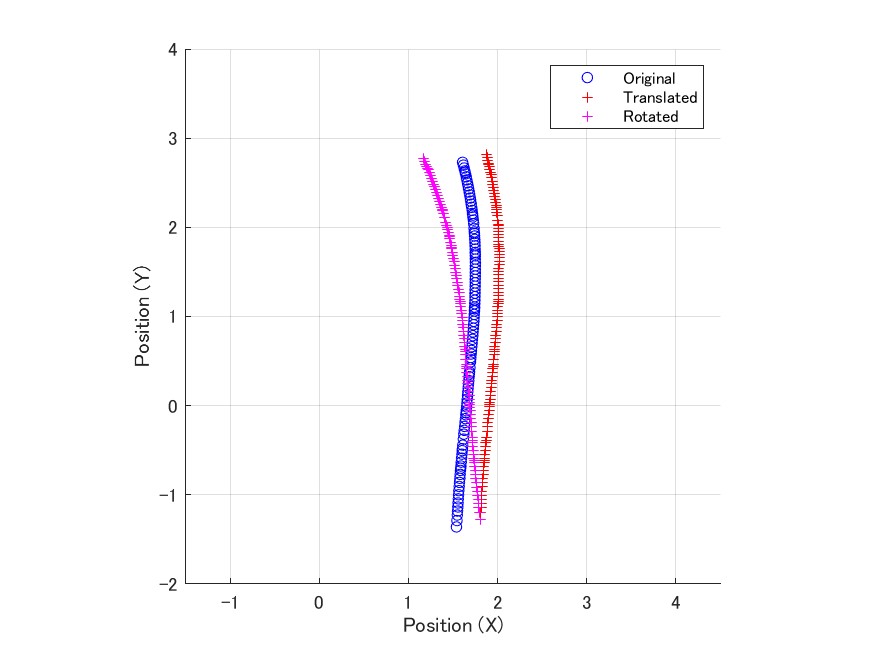 4
3
2
1
0
−1
−2
−1 0 1 2 3 4
Position (X)
Position (Y)
Original
Translated
Rotated